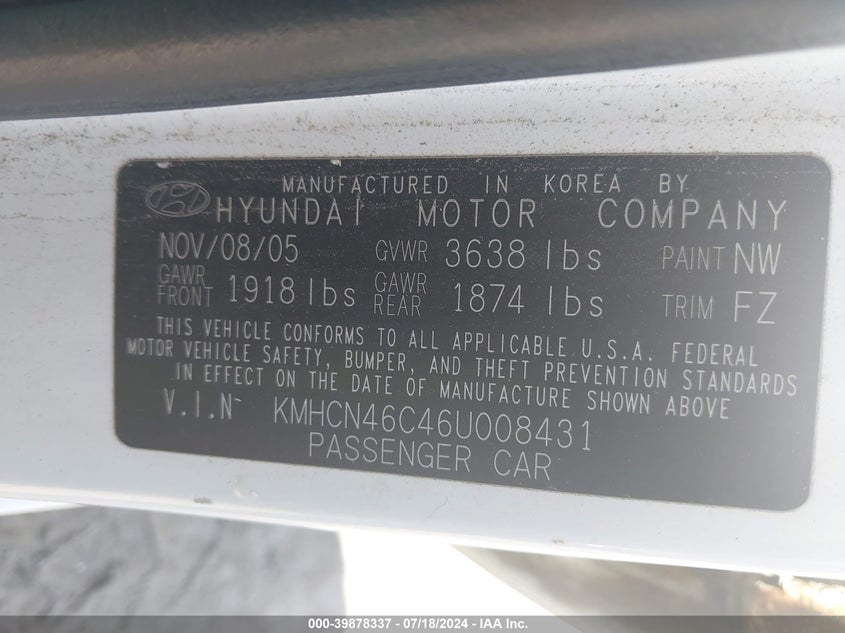 MANUFACTURED IN KOREA BY
HYUNDAI MOTOR COMPANY
NOV/08/05 GVWR 3638 lbs PAINT NW
GAWR FRONT 1918 lbs GAWR REAR 1874 lbs TRIM FZ
THIS VEHICLE CONFORMS TO ALL APPLICABLE U.S.A. FEDERAL
MOTOR VEHICLE SAFETY, BUMPER, AND THEFT PREVENTION STANDARDS
IN EFFECT ON THE DATE OF MANUFACTURE SHOWN ABOVE
V.I.N KMHCN46C46U008431
PASSENGER CAR
000-39878337 - 07/18/2024 - IAA Inc.